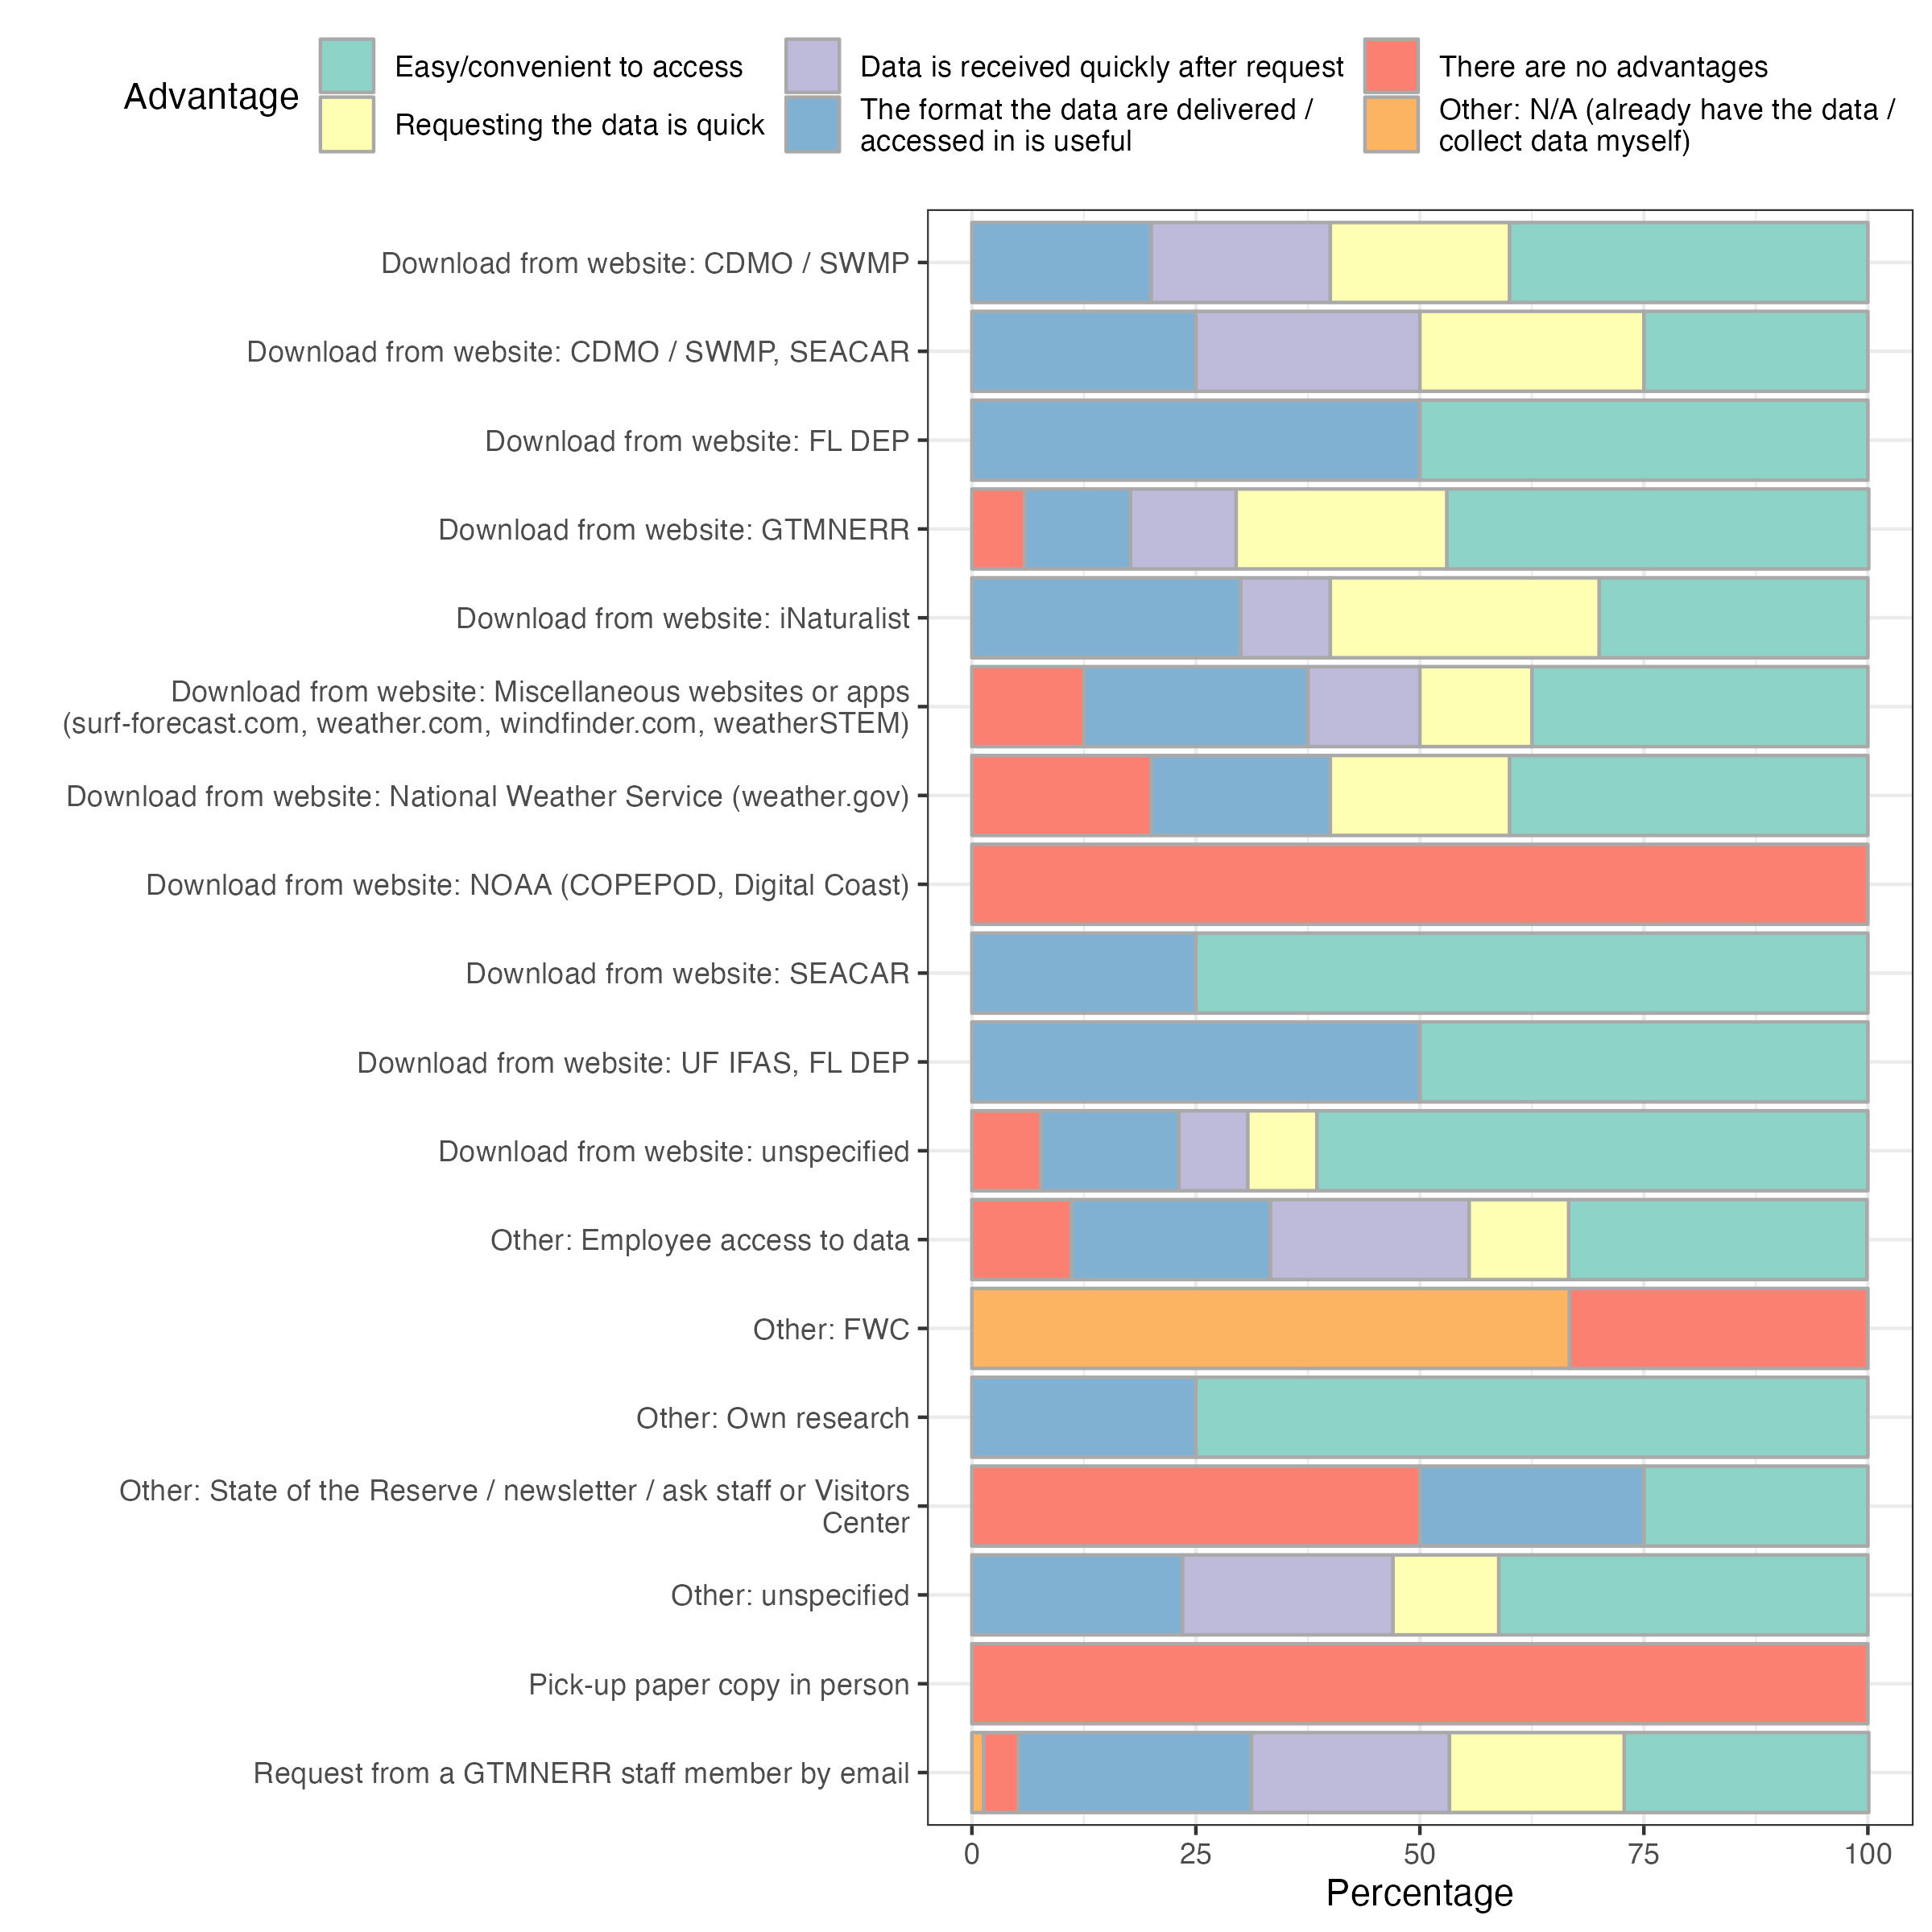 Advantage
Easy/convenient to access
Requesting the data is quick
Data is received quickly after request
The format the data are delivered /
accessed in is useful
There are no advantages
Other: N/A (already have the data /
collect data myself)
Download from website: CDMO / SWMP
Download from website: CDMO / SWMP, SEACAR
Download from website: FL DEP
Download from website: GTMNERR
Download from website: iNaturalist
Download from website: Miscellaneous websites or apps
(surf-forecast.com, weather.com, windfinder.com, weatherSTEM)
Download from website: National Weather Service (weather.gov)
Download from website: NOAA (COPEPOD, Digital Coast)
Download from website: SEACAR
Download from website: UF IFAS, FL DEP
Download from website: unspecified
Other: Employee access to data
Other: FWC
Other: Own research
Other: State of the Reserve / newsletter / ask staff or Visitors
Center
Other: unspecified
Pick-up paper copy in person
Request from a GTMNERR staff member by email
0 25 50 75 100
Percentage